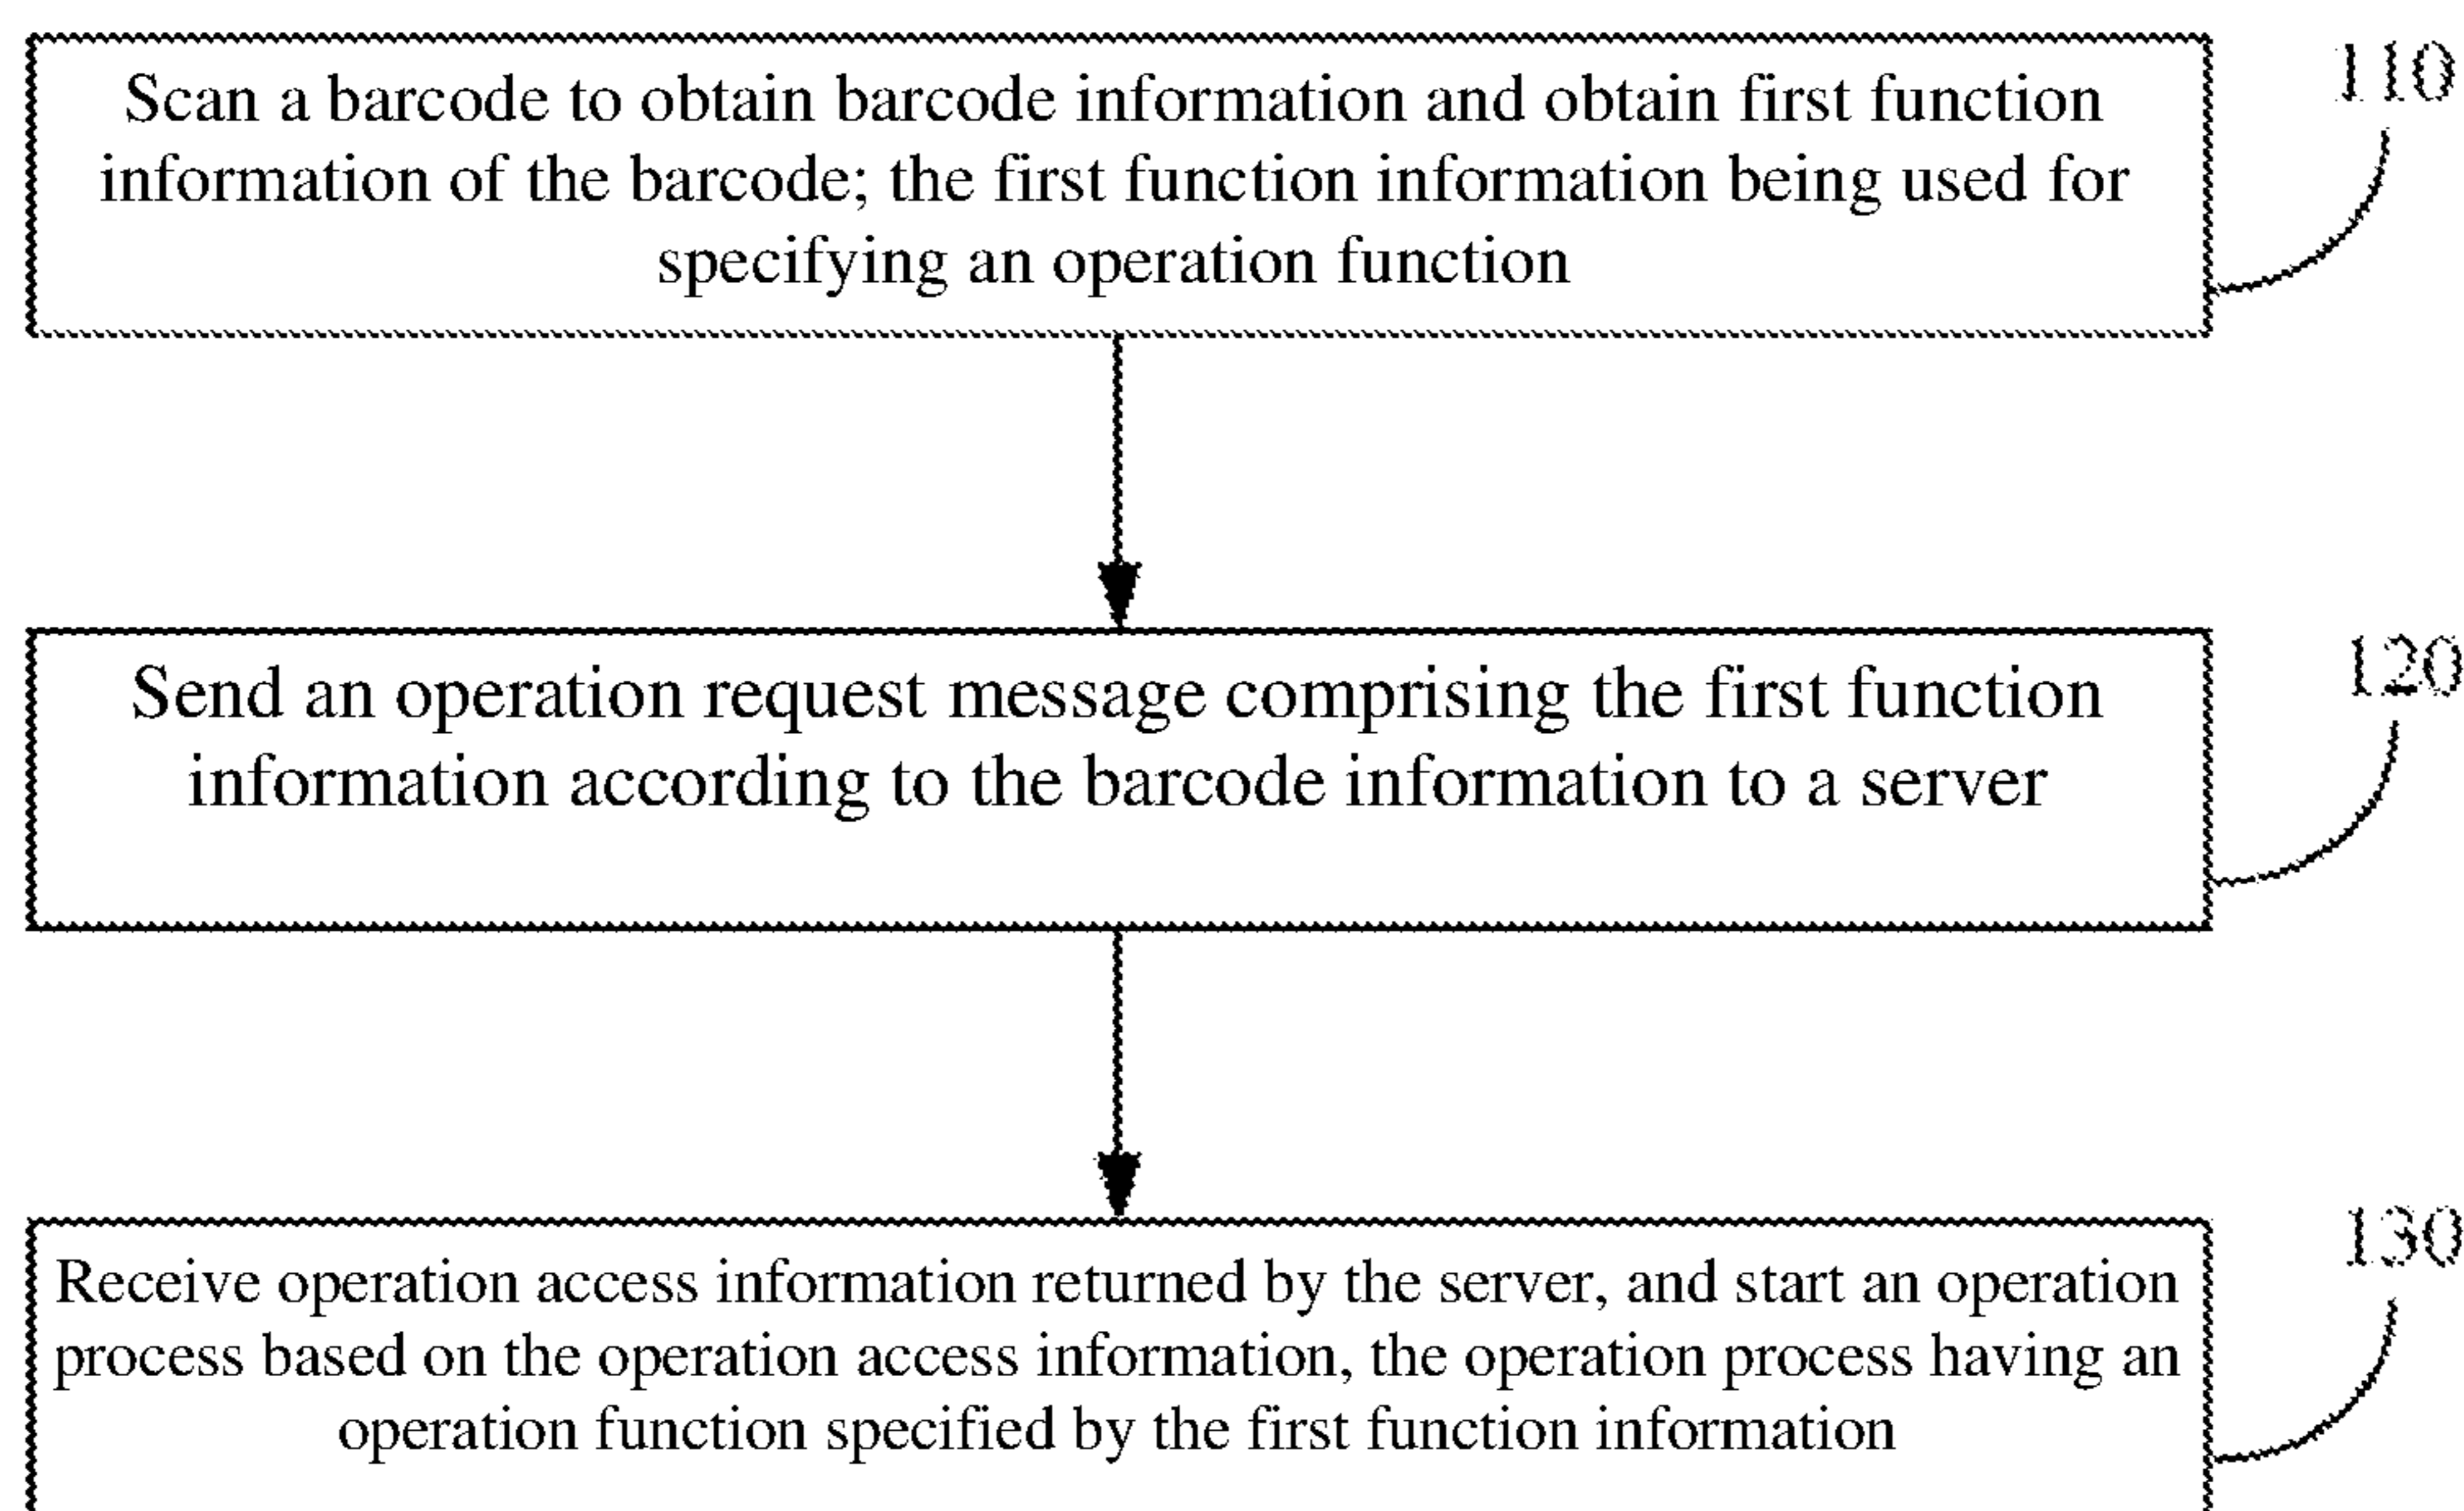 110
Scan a barcode to obtain barcode information and obtain first function
information of the barcode; the first function information being used for
specifying an operation function
120
Send an operation request message comprising the first function
information according to the barcode information to a server
130
Receive operation access information returned by the server, and start an operation
process based on the operation access information, the operation process having an
operation function specified by the first function information